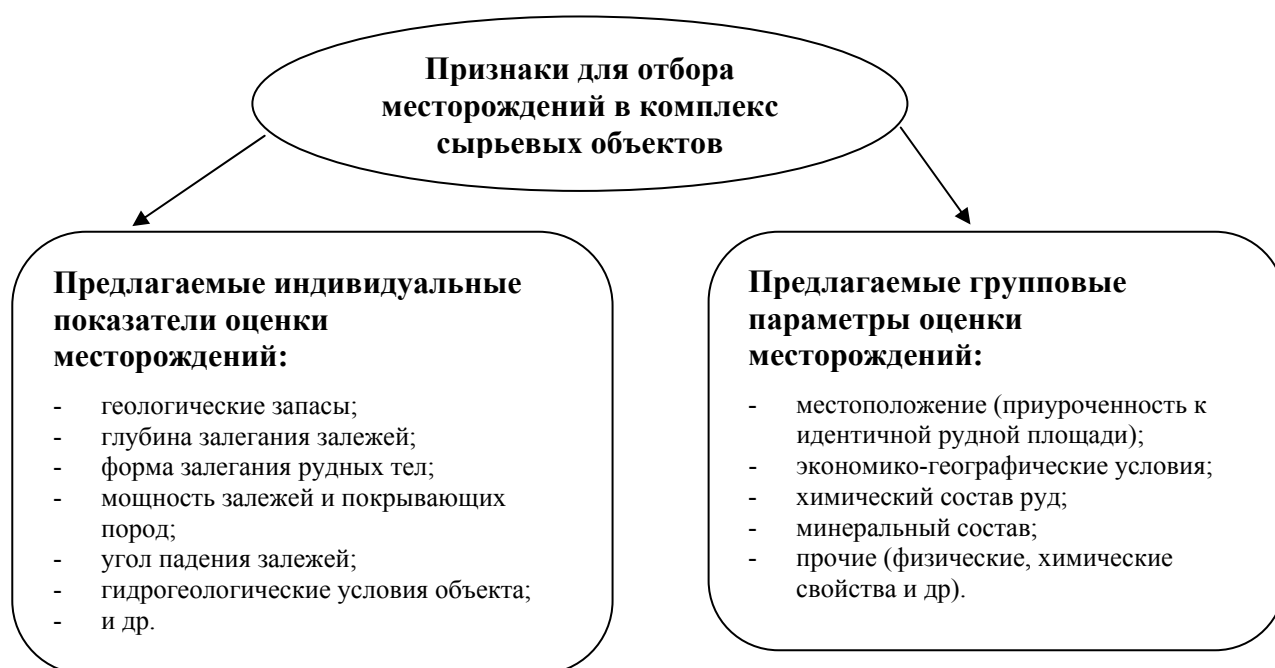 Признаки для отбора
месторождений в комплекс
сырьевых объектов
Предлагаемые индивидуальные
показатели оценки
месторождений:
- геологические запасы;
- глубина залегания залежей;
- форма залегания рудных тел;
- мощность залежей и покрывающих
пород;
- угол падения залежей;
- гидрогеологические условия объекта;
- и др.
Предлагаемые групповые
параметры оценки
месторождений:
- местоположение (приуроченность к
идентичной рудной площади);
- экономико-географические условия;
- химический состав руд;
- минеральный состав;
- прочие (физические, химические
свойства и др).